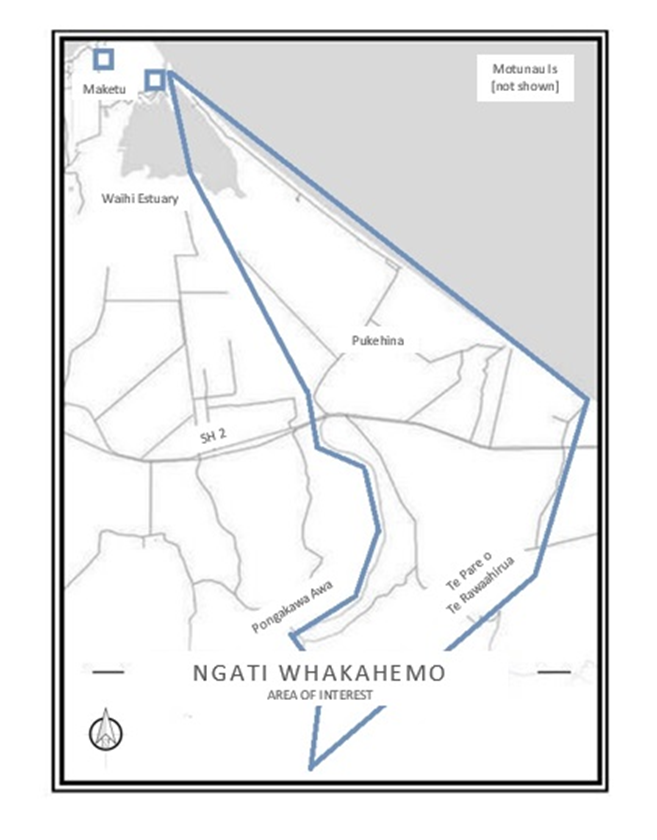 Motunau Is
[not shown]
Maketu
Waihi Estuary
Pukehina
SH 2
Te Pare o
Te Rawaahirua
Pongakawa Awa
NGATI WHAKAHEMO
AREA OF INTEREST